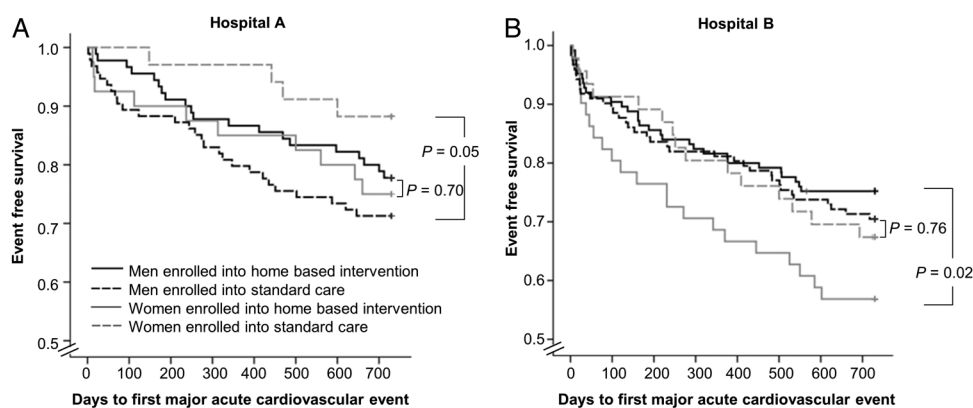 A
Hospital A
Event free survival
1.0
0.9
0.8
0.7
0.6
0.5
P = 0.05
P = 0.70
Men enrolled into home based intervention
Men enrolled into standard care
Women enrolled into home based intervention
Women enrolled into standard care
0 100 200 300 400 500 600 700
Days to first major acute cardiovascular event
B
Hospital B
Event free survival
1.0
0.9
0.8
0.7
0.6
0.5
P = 0.76
P = 0.02
0 100 200 300 400 500 600 700
Days to first major acute cardiovascular event